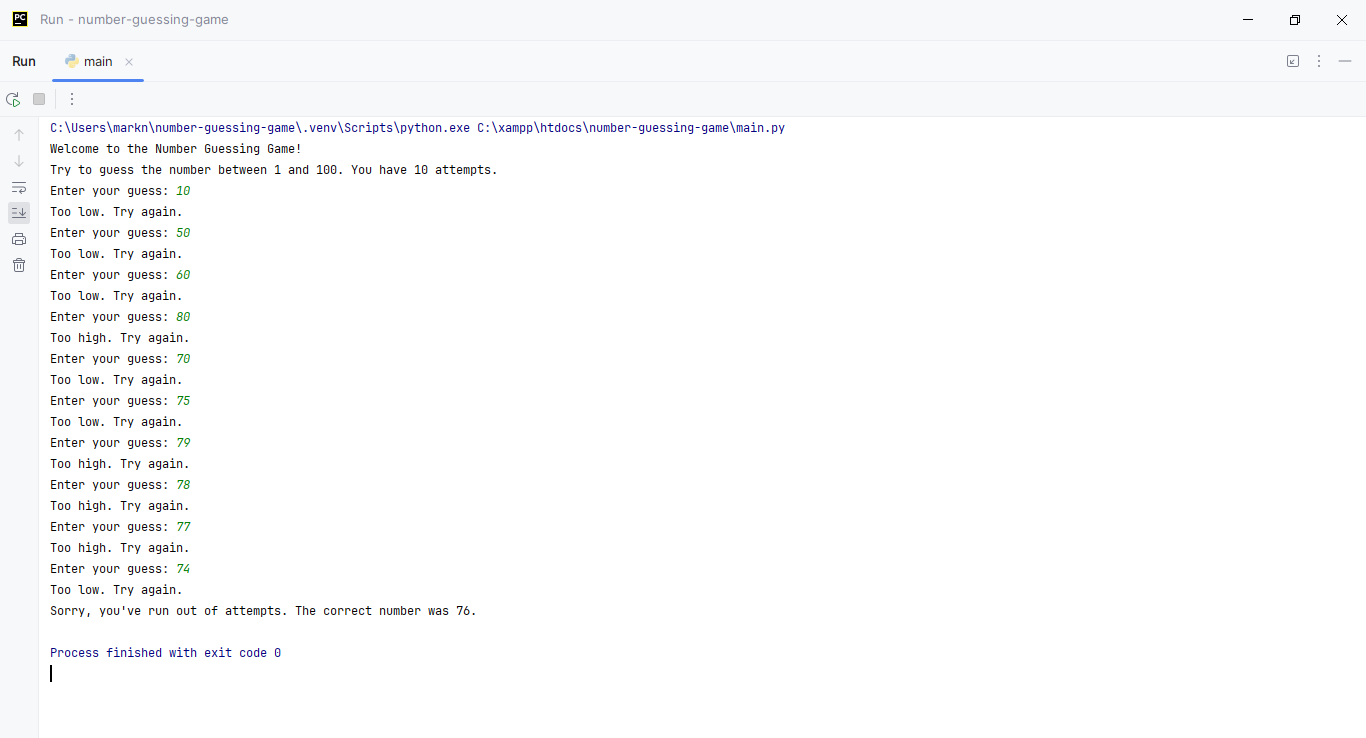 PC
Run - number-guessing-game
Run
main
C:\Users\markn\number-guessing-game\.venv\Scripts\python.exe C:\xampp\htdocs\number-guessing-game\main.py
Welcome to the Number Guessing Game!
Try to guess the number between 1 and 100. You have 10 attempts.
Enter your guess: 10
Too low. Try again.
Enter your guess: 50
Too low. Try again.
Enter your guess: 60
Too low. Try again.
Enter your guess: 80
Too high. Try again.
Enter your guess: 70
Too low. Try again.
Enter your guess: 75
Too low. Try again.
Enter your guess: 79
Too high. Try again.
Enter your guess: 78
Too high. Try again.
Enter your guess: 77
Too high. Try again.
Enter your guess: 74
Too low. Try again.
Sorry, you've run out of attempts. The correct number was 76.
Process finished with exit code 0